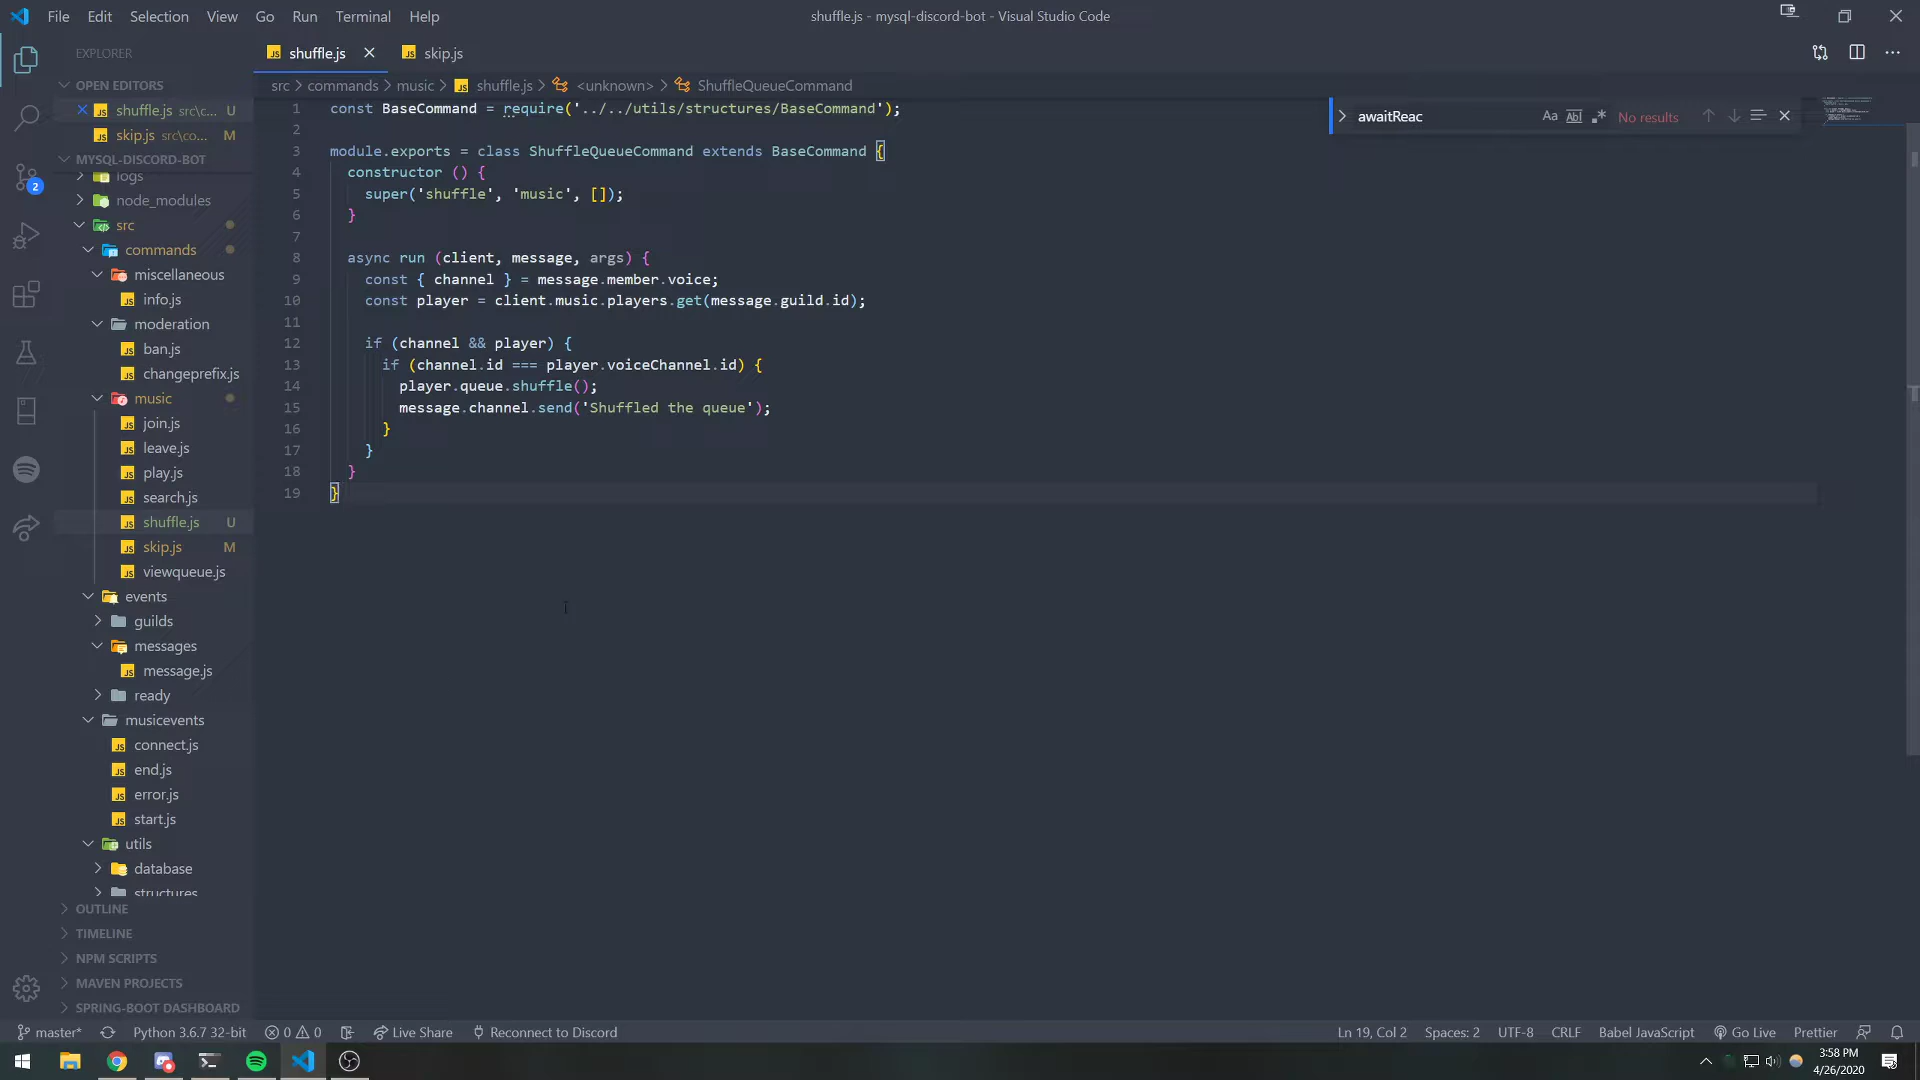 File Edit Selection View Go Run Terminal Help
shuffle.js - mysql-discord-bot - Visual Studio Code
EXPLORER
OPEN EDITORS
shuffle.js src\c... U
skip.js src\co... M
MYSQL-DISCORD-BOT
logs
node_modules
src
commands
miscellaneous
info.js
moderation
ban.js
changeprefix.js
music
join.js
leave.js
play.js
search.js
shuffle.js U
skip.js M
viewqueue.js
events
guilds
messages
message.js
ready
musicevents
connect.js
end.js
error.js
start.js
utils
database
structures
OUTLINE
TIMELINE
NPM SCRIPTS
MAVEN PROJECTS
SPRING-BOOT DASHBOARD
2
shuffle.js skip.js
src > commands > music > shuffle.js > <unknown> > ShuffleQueueCommand
awaitReac Aa Abl No results
1 const BaseCommand = require('../../utils/structures/BaseCommand');
2
3 module.exports = class ShuffleQueueCommand extends BaseCommand {
4 constructor () {
5 super('shuffle', 'music', []);
6 }
7
8 async run (client, message, args) {
9 const { channel } = message.member.voice;
10 const player = client.music.players.get(message.guild.id);
11
12 if (channel && player) {
13 if (channel.id === player.voiceChannel.id) {
14 player.queue.shuffle();
15 message.channel.send('Shuffled the queue');
16 }
17 }
18 }
19 }
master* Python 3.6.7 32-bit 0 0 Live Share Reconnect to Discord
Ln 19, Col 2 Spaces: 2 UTF-8 CRLF Babel JavaScript Go Live Prettier
3:58 PM
4/26/2020